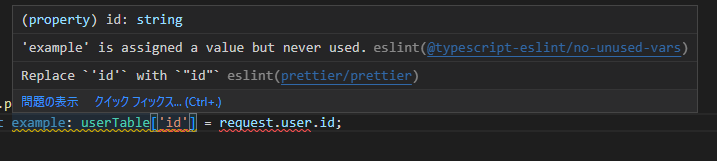 (property) id: string
'example' is assigned a value but never used. eslint(@typescript-eslint/no-unused-vars)
Replace `'id'` with `"id"` eslint(prettier/prettier)
問題の表示 クイック フィックス... (Ctrl+.)
.p
example: userTable['id'] = request.user.id;